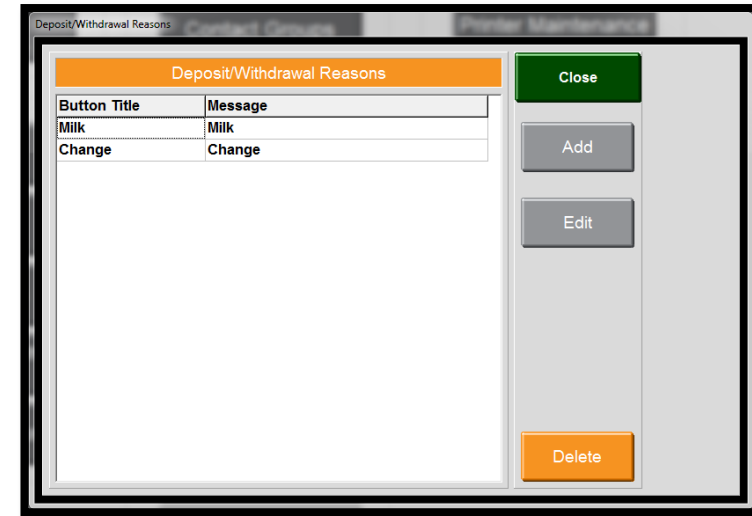 Deposit/Withdrawal Reasons
Contact Groups Printer Maintenance
Deposit/Withdrawal Reasons
Close
Button Title Message
Milk Milk
Change Change
Add
Edit
Delete